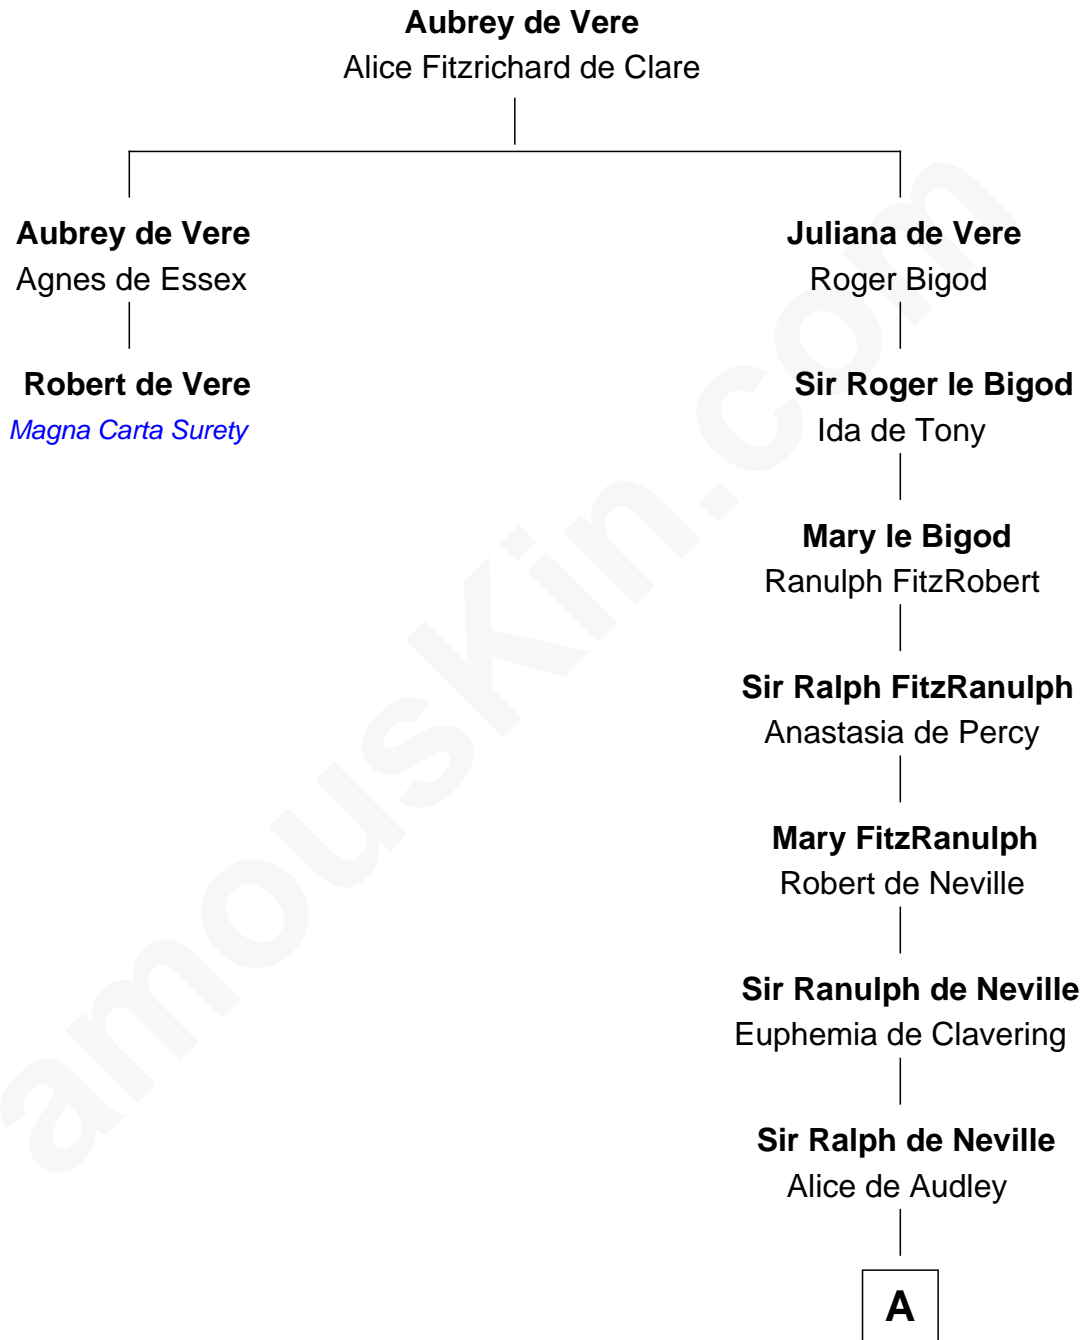 Aubrey de Vere
Alice Fitzrichard de Clare
Aubrey de Vere
Agnes de Essex
Robert de Vere
Magna Carta Surety
Juliana de Vere
Roger Bigod
Sir Roger le Bigod
Ida de Tony
Mary le Bigod
Ranulph FitzRobert
Sir Ralph FitzRanulph
Anastasia de Percy
Mary FitzRanulph
Robert de Neville
Sir Ranulph de Neville
Euphemia de Clavering
Sir Ralph de Neville
Alice de Audley
A
amousKin.com